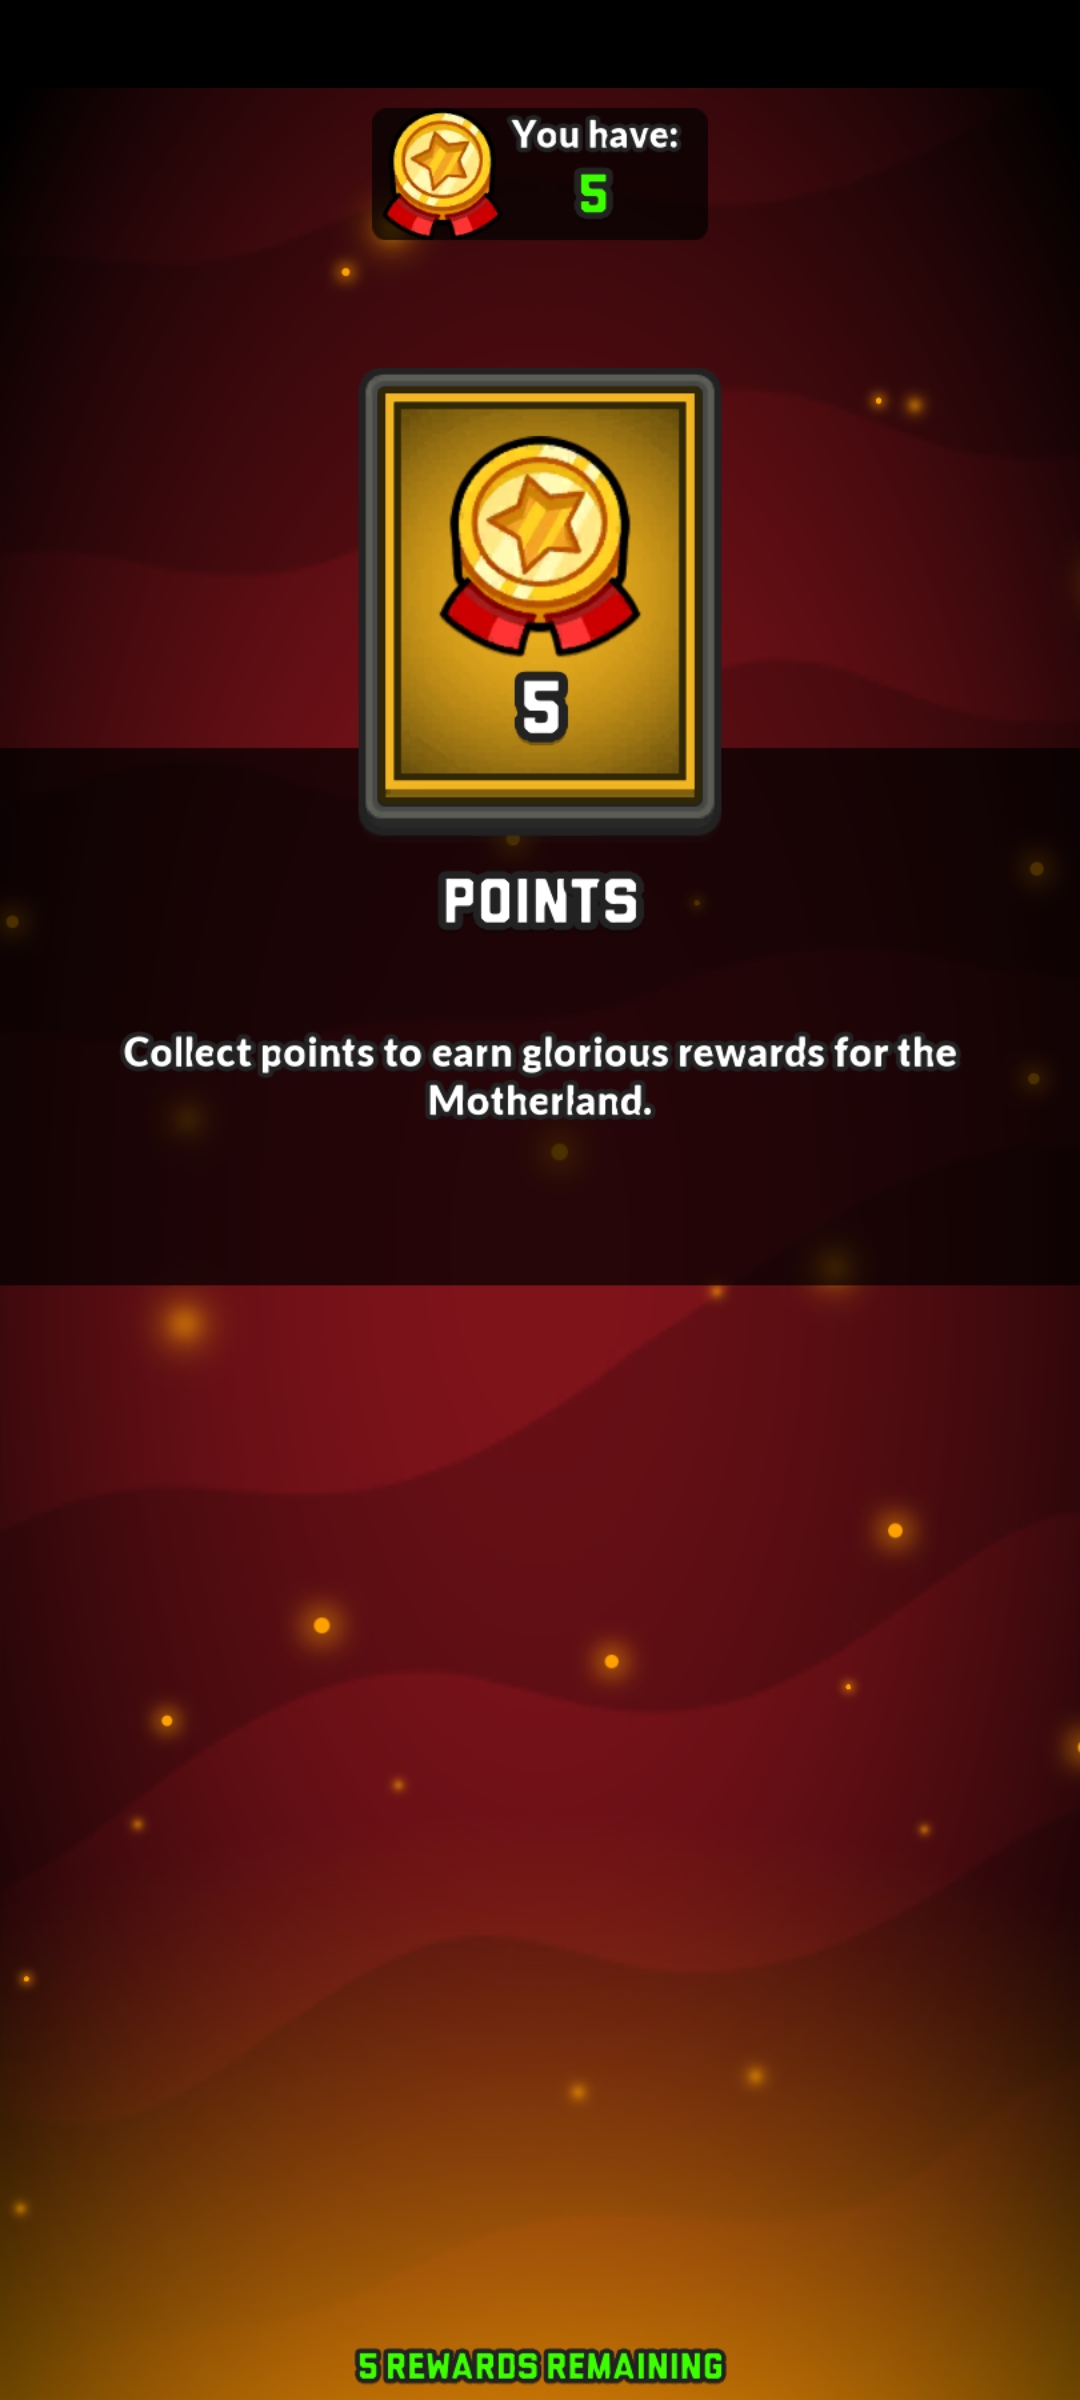 You have:
5
5
POINTS
Collect points to earn glorious rewards for the
Motherland.
5 REWARDS REMAINING